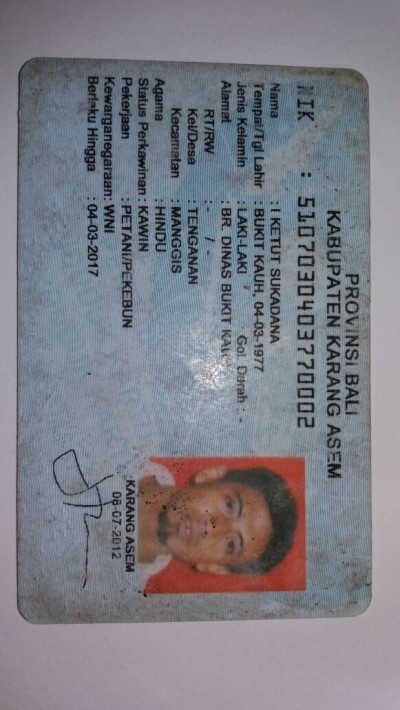 PROVINSI BALI
KABUPATEN KARANG ASEM
NIK : 5107030403770002
Nama : I KETUT SUKADANA
Tempat/Tgl Lahir : BUKIT KAUH, 04-03-1977
Jenis Kelamin : LAKI-LAKI Gol. Darah : -
Alamat : BR. DINAS BUKIT KAUH
RT/RW : - / -
Kel/Desa : TENGANAN
Kecamatan : MANGGIS
Agama : HINDU
Status Perkawinan: KAWIN
Pekerjaan : PETANI/PEKEBUN
Kewarganegaraan: WNI
Berlaku Hingga : 04-03-2017
KARANG ASEM
06-07-2012